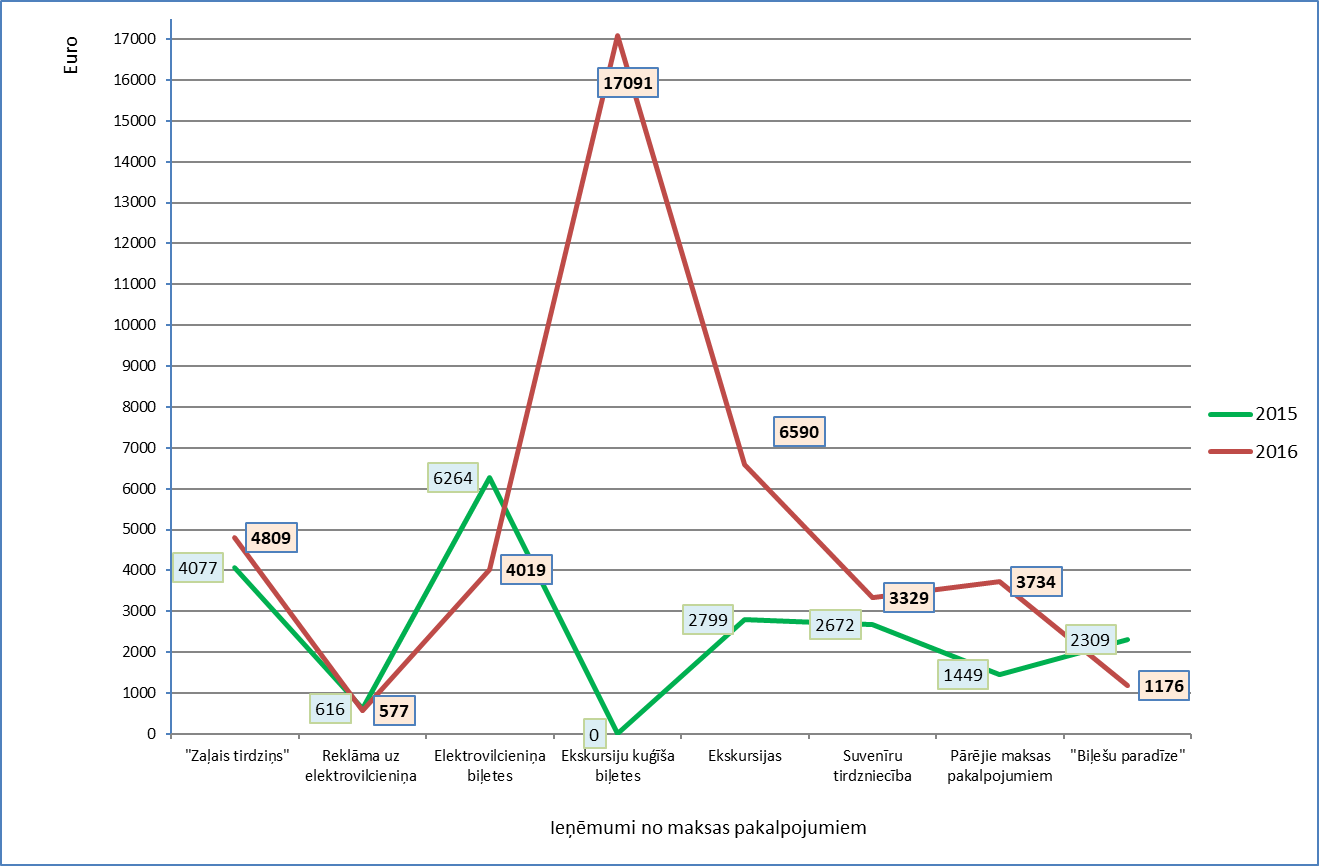 Euro
17000
16000
15000
14000
13000
12000
11000
10000
9000
8000
7000
6000
5000
4000
3000
2000
1000
0
4077
616
6264
0
2799
2672
1449
2309
4809
577
4019
17091
6590
3329
3734
1176
2015
2016
"Zaļais tirdziņs"
Reklāma uz
elektrovilcieniņa
Elektrovilcieniņa
biļetes
Ekskursiju kuģīša
biļetes
Ekskursijas
Suvenīru
tirdzniecība
Pārējie maksas
pakalpojumiem
"Biļešu paradīze"
Ieņēmumi no maksas pakalpojumiem